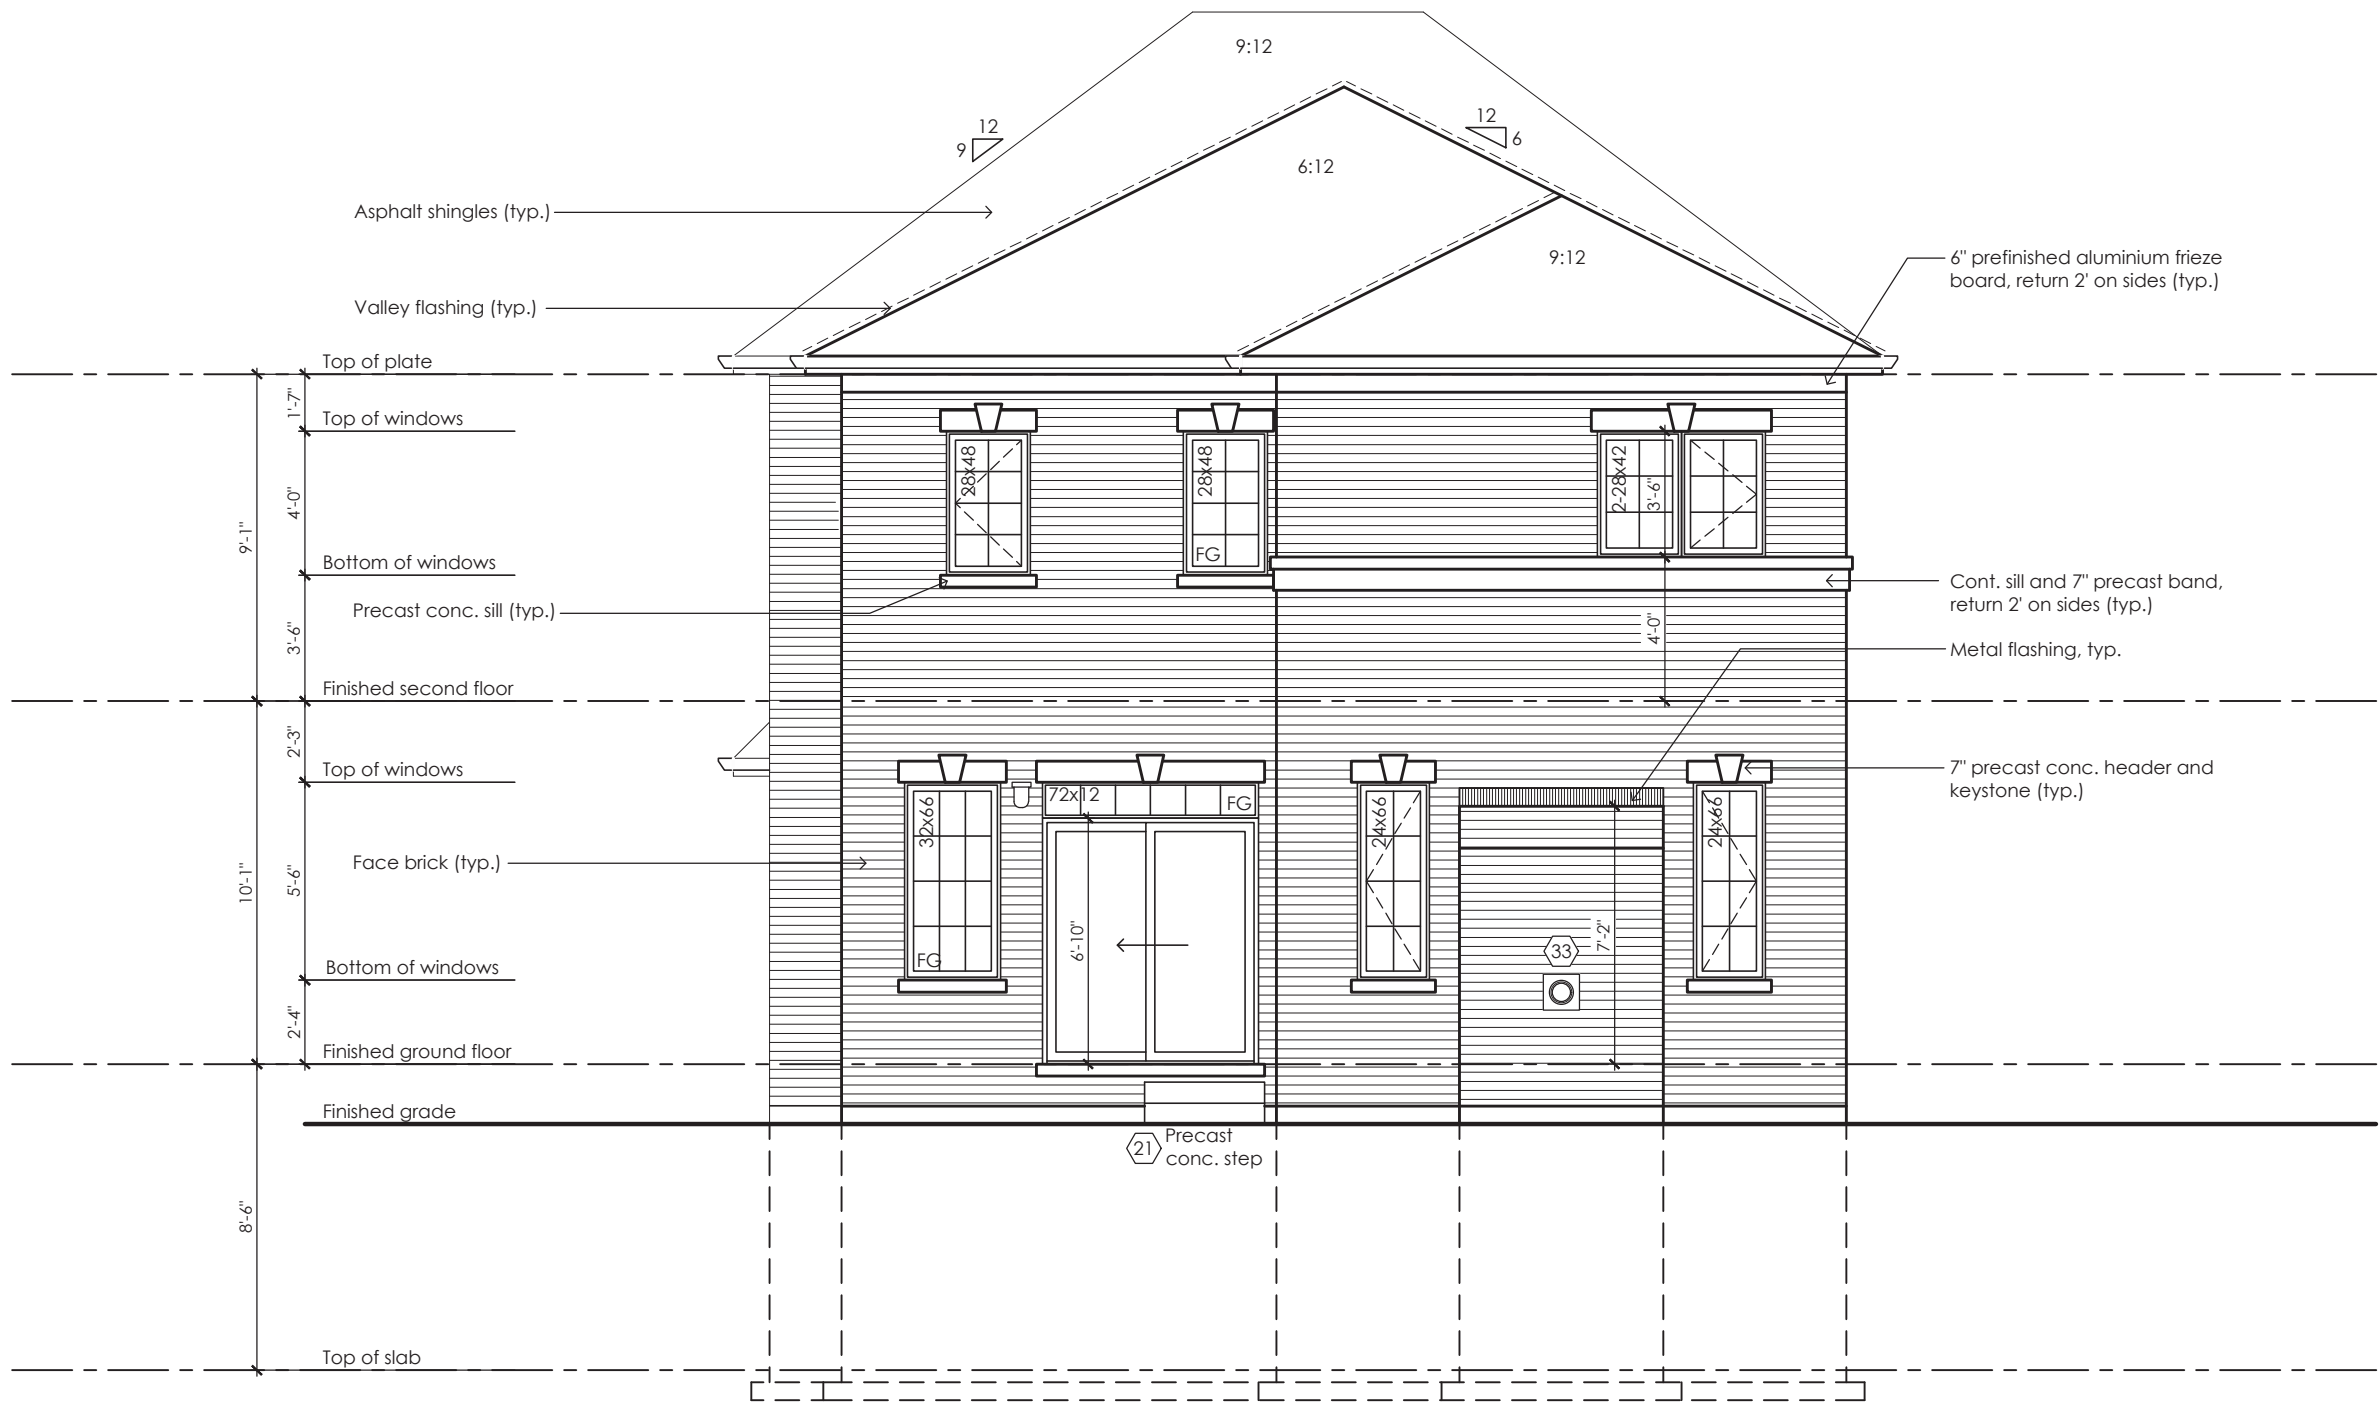 9:12
12
9
12
6
6:12
9:12
Asphalt shingles (typ.)
Valley flashing (typ.)
6" prefinished aluminium frieze
board, return 2' on sides (typ.)
Top of plate
1'-7"
Top of windows
4'-0"
9'-1"
28x48
28x48
FG
2-28x42
3'-6"
Bottom of windows
Precast conc. sill (typ.)
Cont. sill and 7" precast band,
return 2' on sides (typ.)
3'-6"
4'-0"
Metal flashing, typ.
Finished second floor
2'-3"
Top of windows
7" precast conc. header and
keystone (typ.)
72x12
FG
32x66
24x66
24x66
Face brick (typ.)
10'-1"
5'-6"
6'-10"
7'-2"
33
FG
Bottom of windows
2'-4"
Finished ground floor
Finished grade
21
Precast
conc. step
8'-6"
Top of slab